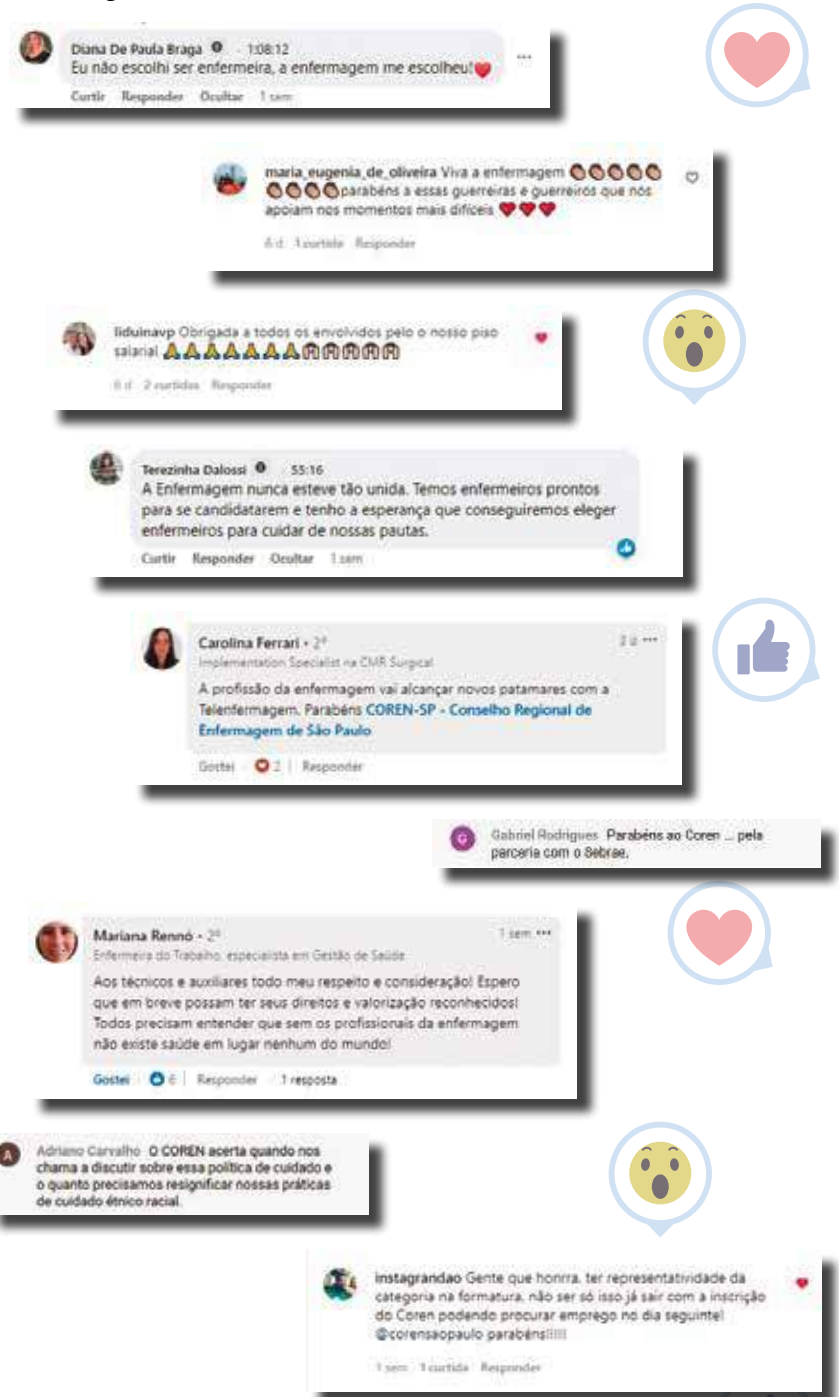 Diana De Paula Braga · 1:08:12
Eu não escolhi ser enfermeira, a enfermagem me escolheu!❤️
Curtir Responder Ocultar 1 sem
maria_eugenia_de_oliveira Viva a enfermagem 👏👏👏👏👏
👏👏👏👏parabéns a essas guerreiras e guerreiros que nos
apoiam nos momentos mais difíceis ❤️❤️❤️
6 d 1 curtida Responder
liduinavp Obrigada a todos os envolvidos pelo o nosso piso
salarial 🙏🙏🙏🙏🙏🙏🙏
6 d 2 curtidas Responder
Terezinha Dalossi · 55:16
A Enfermagem nunca esteve tão unida. Temos enfermeiros prontos
para se candidatarem e tenho a esperança que conseguiremos eleger
enfermeiros para cuidar de nossas pautas.
Curtir Responder Ocultar 1 sem
Carolina Ferrari • 2º
Implementation Specialist na CMR Surgical
A profissão da enfermagem vai alcançar novos patamares com a
Telenfermagem. Parabéns COREN-SP - Conselho Regional de
Enfermagem de São Paulo
Gostei 2 | Responder
G Gabriel Rodrigues Parabéns ao Coren ... pela
parceria com o Sebrae.
Mariana Rennó • 2º 1 sem •••
Enfermeira do Trabalho, especialista em Gestão de Saúde
Aos técnicos e auxiliares todo meu respeito e consideração! Espero
que em breve possam ter seus direitos e valorização reconhecidos!
Todos precisam entender que sem os profissionais da enfermagem
não existe saúde em lugar nenhum do mundo!
Gostei 6 | Responder 1 resposta
A Adriano Carvalho O COREN acerta quando nos
chama a discutir sobre essa política de cuidado e
o quanto precisamos resignificar nossas práticas
de cuidado étnico racial.
instagrandao Gente que honrra, ter representatividade da
categoria na formatura, não ser só isso já sair com a inscrição
do Coren podendo procurar emprego no dia seguinte!
@corensaopaulo parabéns!!!!!
1 sem 1 curtida Responder